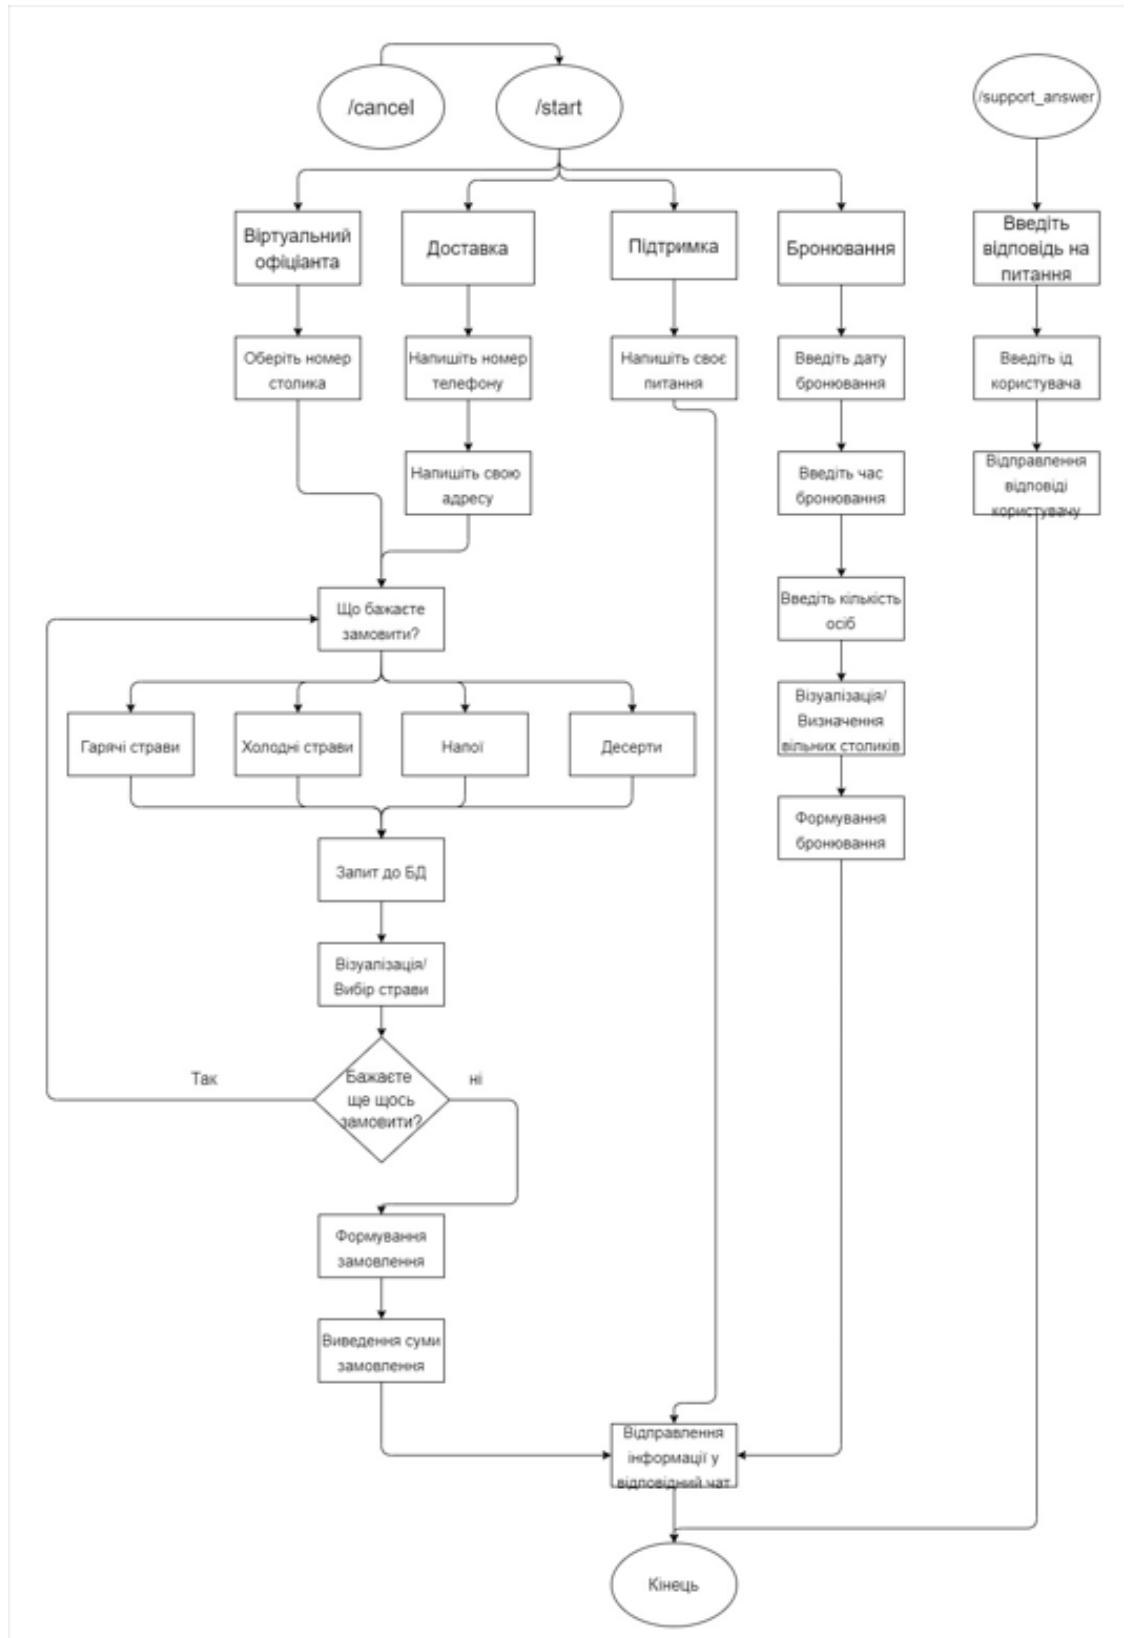 /cancel
/start
/support_answer
Віртуальний
офіціанта
Доставка
Підтримка
Бронювання
Введіть
відповідь на
питання
Оберіть номер
столика
Напишіть номер
телефону
Напишіть своє
питання
Введіть дату
бронювання
Введіть ід
користувача
Напишіть свою
адресу
Введіть час
бронювання
Відправлення
відповіді
користувачу
Що бажаєте
замовити?
Введіть кількість
осіб
Гарячі страви
Холодні страви
Напої
Десерти
Візуалізація/
Визначення
вільних столиків
Формування
бронювання
Запит до БД
Візуалізація/
Вибір страви
Так
Бажаєте
ще щось
замовити?
ні
Формування
замовлення
Виведення суми
замовлення
Відправлення
інформації у
відповідний чат
Кінець